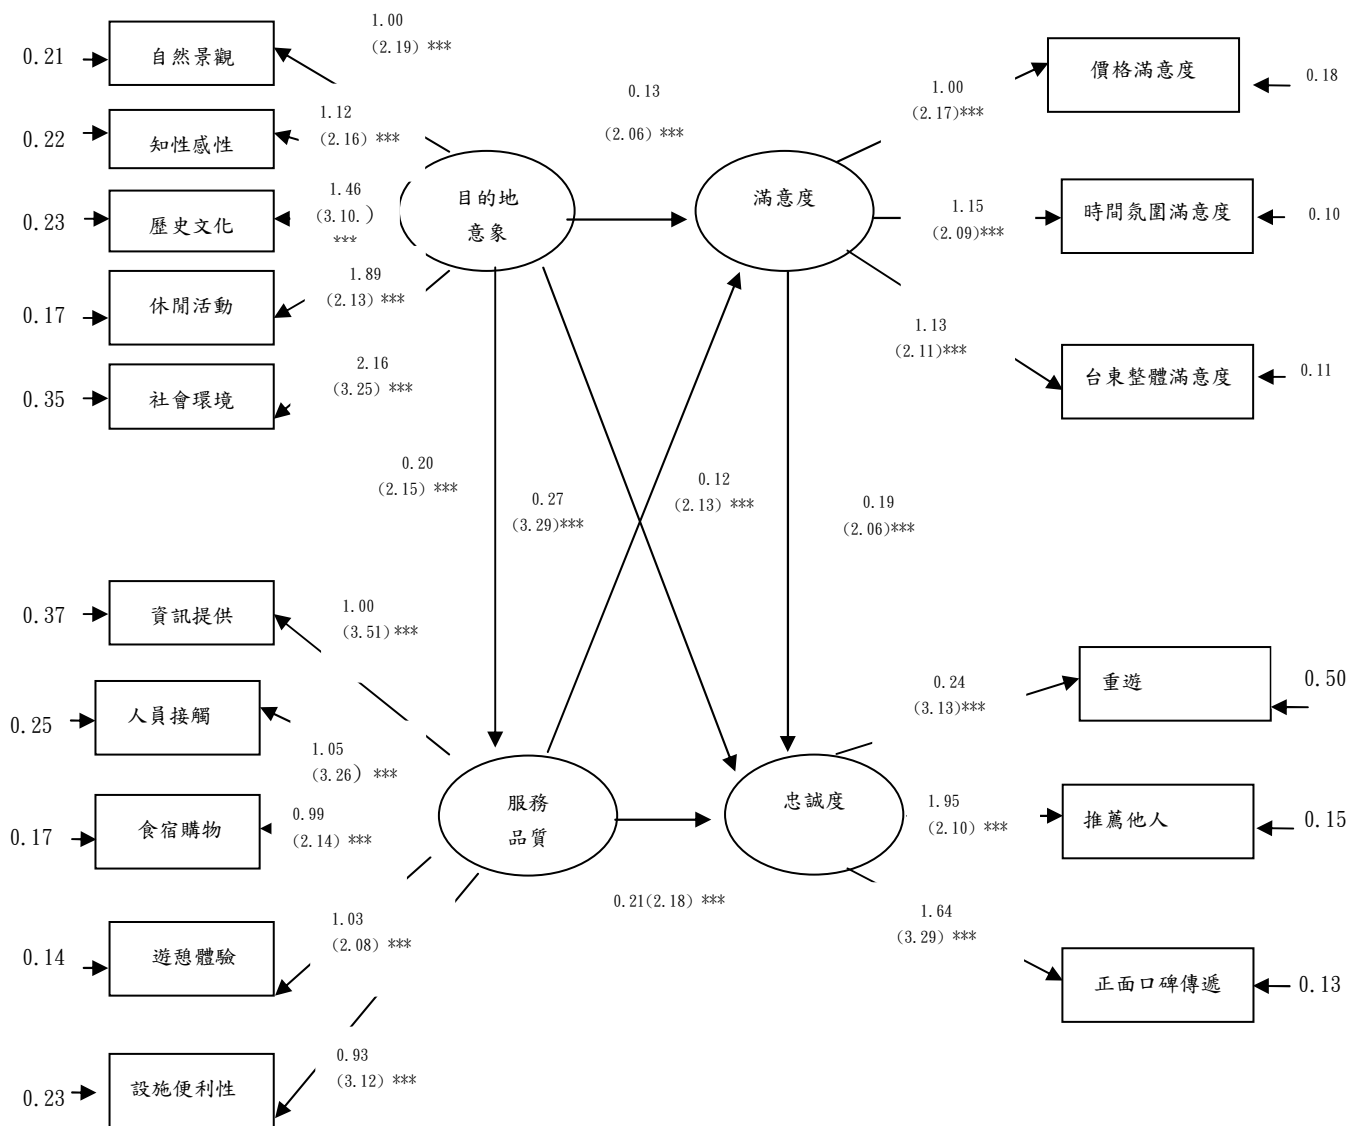 1.00
(2.19) ***
0.21
自然景觀
價格滿意度
0.18
0.13
(2.06) ***
1.00
(2.17)***
1.12
(2.16) ***
0.22
知性感性
1.46
(3.10.)
***
0.23
歷史文化
目的地
意象
滿意度
1.15
(2.09)***
時間氛圍滿意度
0.10
1.89
(2.13) ***
0.17
休閒活動
1.13
(2.11)***
2.16
(3.25) ***
0.35
社會環境
台東整體滿意度
0.11
0.20
(2.15) ***
0.27
(3.29)***
0.12
(2.13) ***
0.19
(2.06)***
0.37
資訊提供
1.00
(3.51) ***
0.24
(3.13)***
重遊
0.50
0.25
人員接觸
1.05
(3.26) ***
0.17
食宿購物
0.99
(2.14) ***
服務
品質
忠誠度
1.95
(2.10) ***
推薦他人
0.15
0.21(2.18) ***
1.03
(2.08) ***
0.14
遊憩體驗
1.64
(3.29) ***
正面口碑傳遞
0.13
0.93
(3.12) ***
0.23
設施便利性